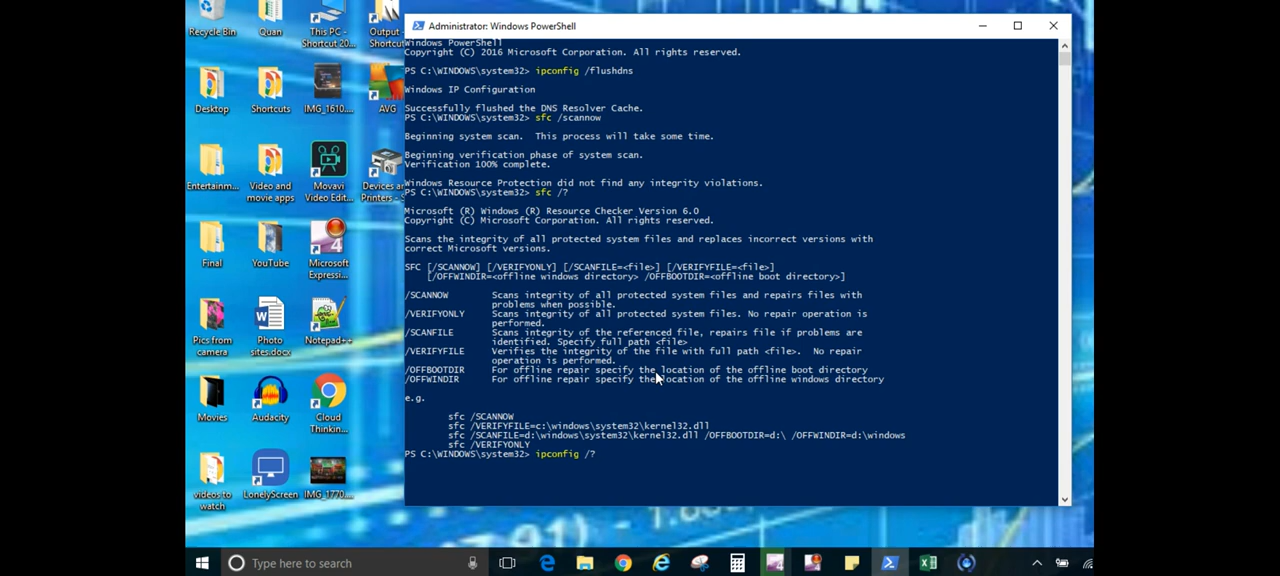 Recycle Bin
Quan
This PC -
Shortcut 20...
Output -
Shortcut
Desktop
Shortcuts
IMG_1610....
AVG
Entertainm...
Video and
movie apps
Movavi
Video Edit...
Devices an
Printers - S
Final
YouTube
Microsoft
Expressi...
Pics from
camera
Photo
sites.docx
Notepad++
Movies
Audacity
Cloud
Thinkin...
videos to
watch
LonelyScreen
IMG_1770....
Administrator: Windows PowerShell
Windows PowerShell
Copyright (C) 2016 Microsoft Corporation. All rights reserved.
PS C:\WINDOWS\system32> ipconfig /flushdns
Windows IP Configuration
Successfully flushed the DNS Resolver Cache.
PS C:\WINDOWS\system32> sfc /scannow
Beginning system scan.  This process will take some time.
Beginning verification phase of system scan.
Verification 100% complete.
Windows Resource Protection did not find any integrity violations.
PS C:\WINDOWS\system32> sfc /?
Microsoft (R) Windows (R) Resource Checker Version 6.0
Copyright (C) Microsoft Corporation. All rights reserved.
Scans the integrity of all protected system files and replaces incorrect versions with
correct Microsoft versions.
SFC [/SCANNOW] [/VERIFYONLY] [/SCANFILE=<file>] [/VERIFYFILE=<file>]
[/OFFWINDIR=<offline windows directory> /OFFBOOTDIR=<offline boot directory>]
/SCANNOW Scans integrity of all protected system files and repairs files with
problems when possible.
/VERIFYONLY Scans integrity of all protected system files. No repair operation is
performed.
/SCANFILE Scans integrity of the referenced file, repairs file if problems are
identified. Specify full path <file>
/VERIFYFILE Verifies the integrity of the file with full path <file>.  No repair
operation is performed.
/OFFBOOTDIR For offline repair specify the location of the offline boot directory
/OFFWINDIR For offline repair specify the location of the offline windows directory
e.g.
sfc /SCANNOW
sfc /VERIFYFILE=c:\windows\system32\kernel32.dll
sfc /SCANFILE=d:\windows\system32\kernel32.dll /OFFBOOTDIR=d:\ /OFFWINDIR=d:\windows
sfc /VERIFYONLY
PS C:\WINDOWS\system32> ipconfig /?
Type here to search